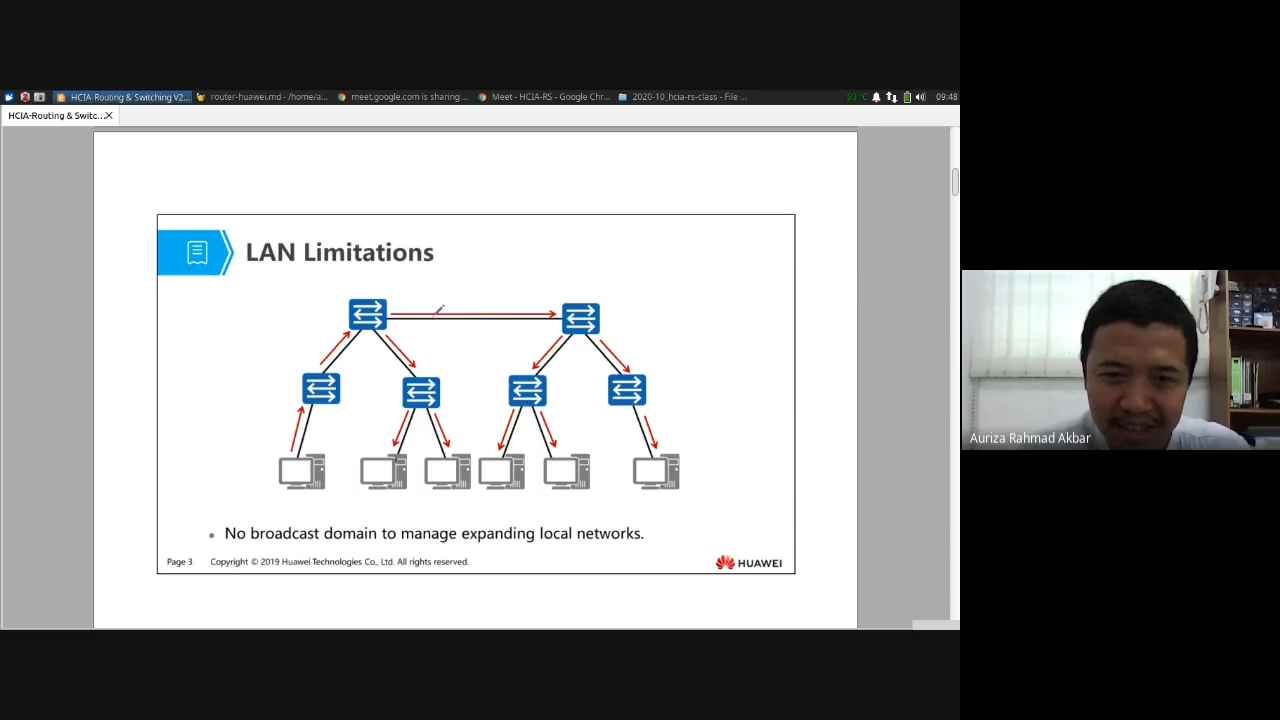 HCIA-Routing & Switching V2...
router-huawei.md - /home/a...
meet.google.com is sharing ...
Meet - HCIA-RS - Google Chr...
2020-10_hcia-rs-class - File ...
50 °C
09:48
HCIA-Routing & Switc...
LAN Limitations
Auriza Rahmad Akbar
No broadcast domain to manage expanding local networks.
Page 3
Copyright © 2019 Huawei Technologies Co., Ltd. All rights reserved.
HUAWEI